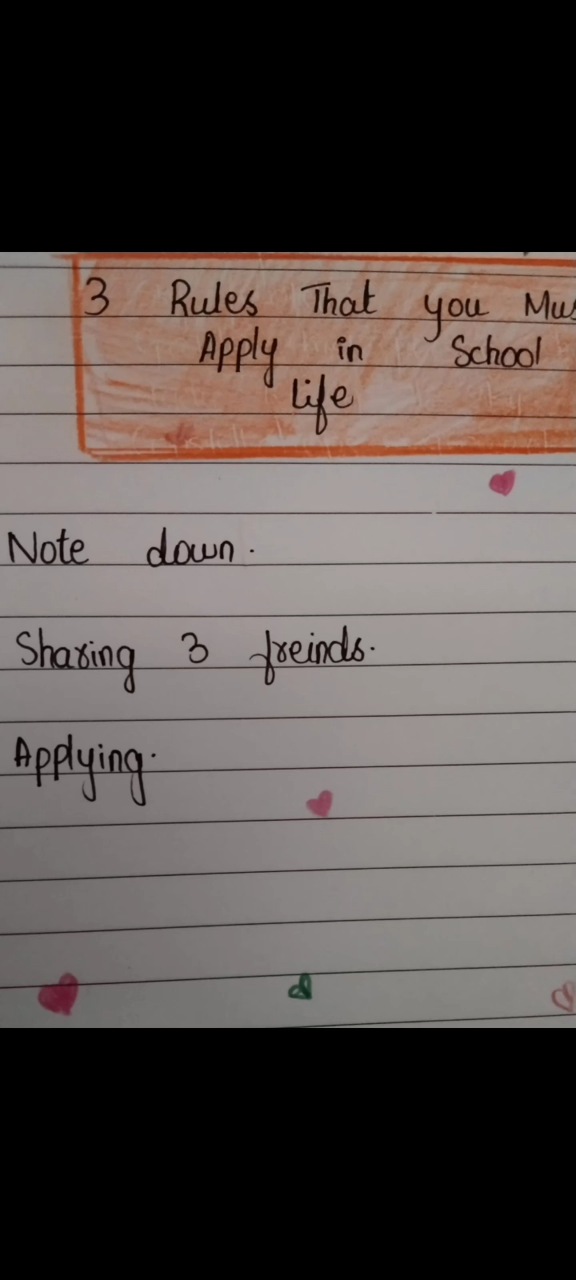 3 Rules That you Mus
Apply in School
life
Note down.
Sharing 3 freinds.
Applying.